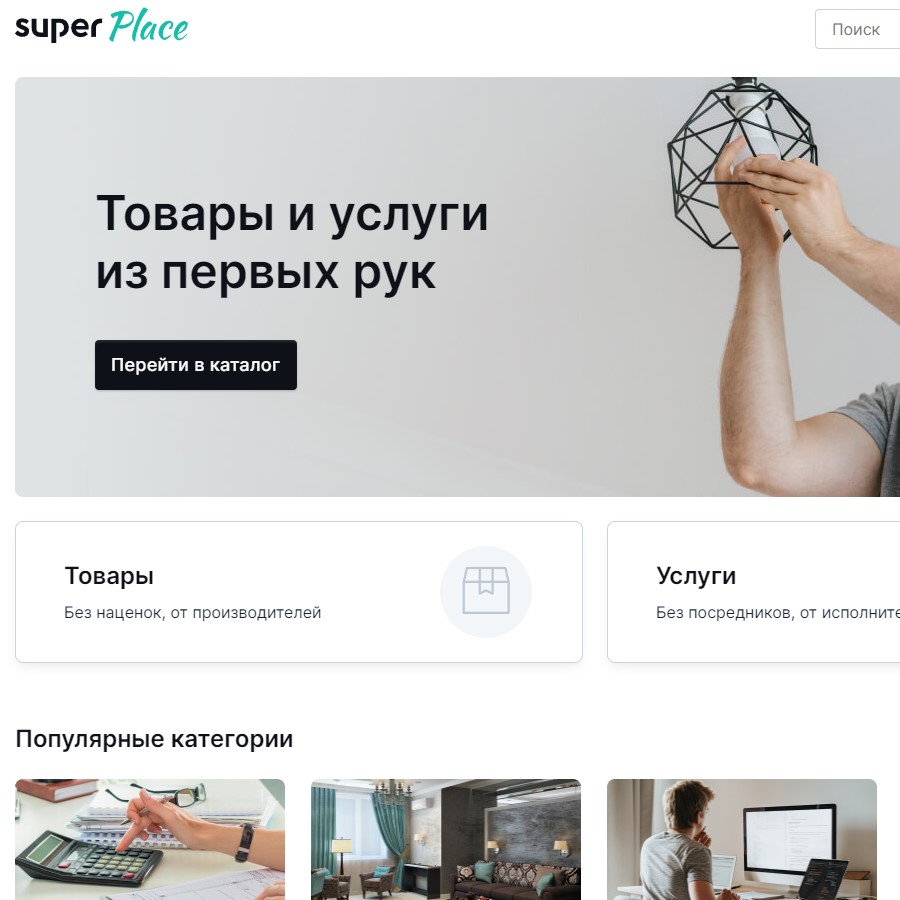 super Place
Поиск
Товары и услуги
из первых рук
Перейти в каталог
Товары
Без наценок, от производителей
Услуги
Без посредников, от
Популярные категории